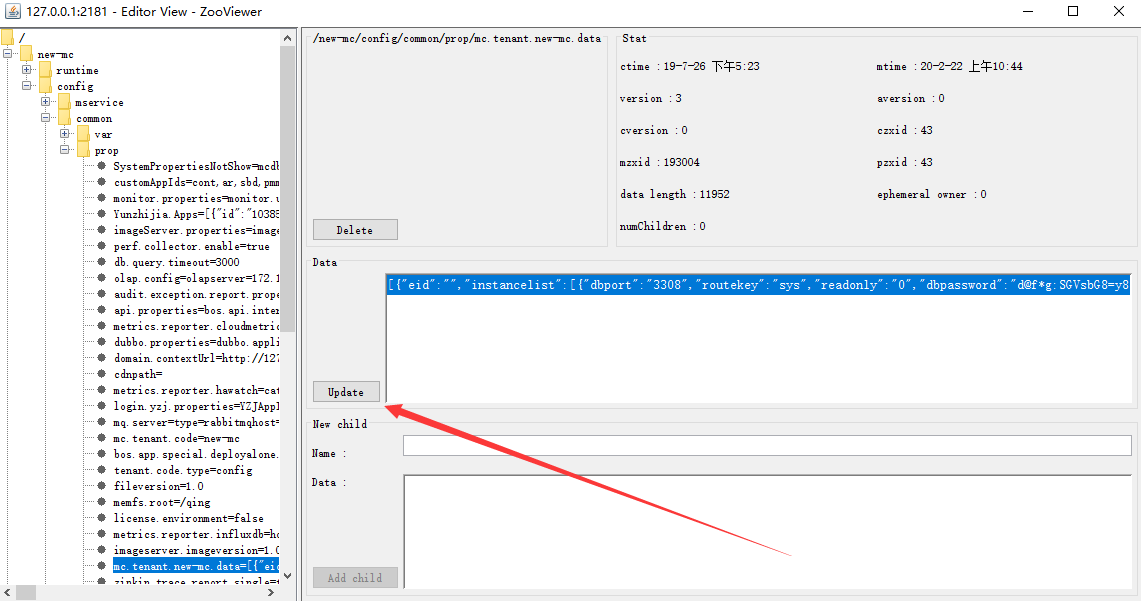 127.0.0.1:2181 - Editor View - ZooViewer
/
new-mc
runtime
config
mservice
common
var
prop
SystemPropertiesNotShow=mcdb
customAppIds=cont,ar,sbd,pmm
monitor.properties=monitor.u
Yunzhijia.Apps=[{"id":"10385
imageServer.properties=image
perf.collector.enable=true
db.query.timeout=3000
olap.config=olapserver=172.1
audit.exception.report.prope
api.properties=bos.api.inter
metrics.reporter.cloudmetric
dubbo.properties=dubbo.appli
domain.contextUrl=http://127
cdnpath=
metrics.reporter.hawatch=cat
login.yzj.properties=YZJAppI
mq.server=type=rabbitmqhost=
mc.tenant.code=new-mc
bos.app.special.deployalone.
tenant.code.type=config
fileversion=1.0
memfs.root=/qing
license.environment=false
metrics.reporter.influxdb=ho
imageserver.imageversion=1.0
mc.tenant.new-mc.data=[{"eid
zipkin.trace.report.single=t
/new-mc/config/common/prop/mc.tenant.new-mc.data
Delete
Stat
ctime : 19-7-26 下午5:23
mtime : 20-2-22 上午10:44
version : 3
aversion : 0
cversion : 0
czxid : 43
mzxid : 193004
pzxid : 43
data length : 11952
ephemeral owner : 0
numChildren : 0
Data
[{"eid":"","instancelist":[{"dbport":"3308","routekey":"sys","readonly":"0","dbpassword":"d@f*g:SGVsbG8=y8
Update
New child
Name :
Data :
Add child